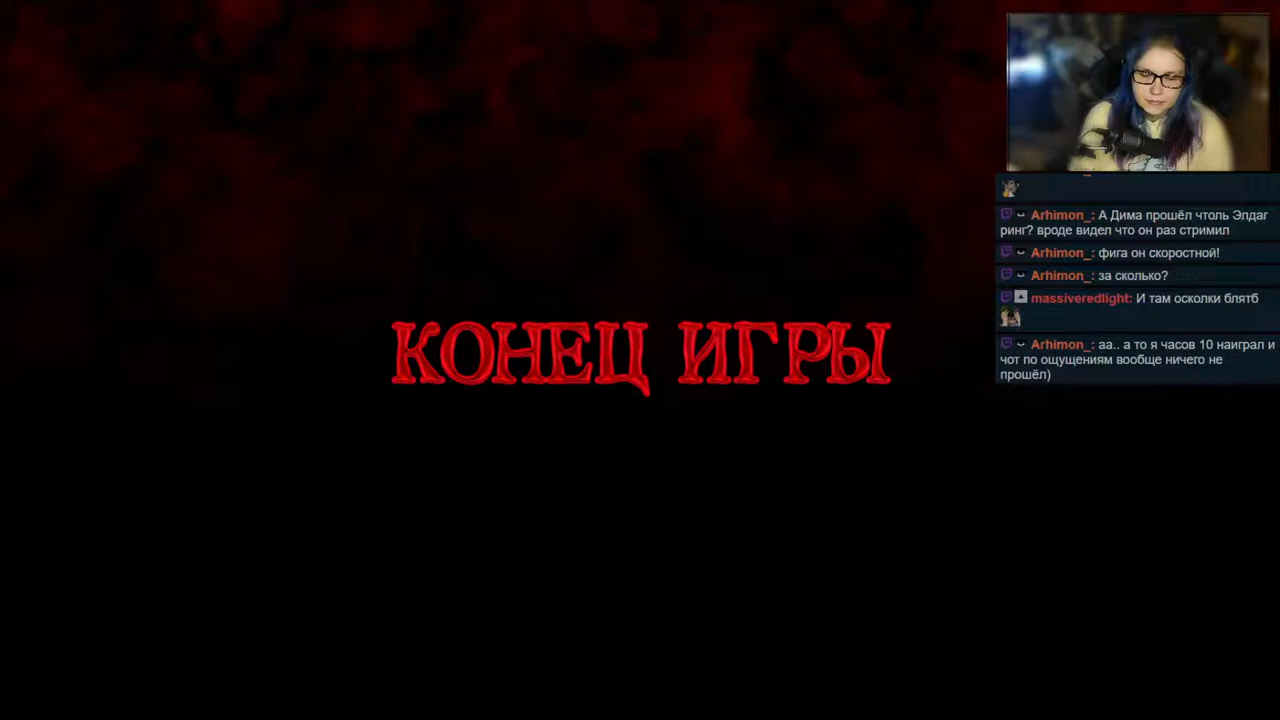 Arhimon_: А Дима прошёл чтоль Элдаг
ринг? вроде видел что он раз стримил
Arhimon_: фига он скоростной!
Arhimon_: за сколько?
massiveredlight: И там осколки блятб
Arhimon_: аа.. а то я часов 10 наиграл и
чот по ощущениям вообще ничего не
прошёл)
КОНЕЦ ИГРЫ